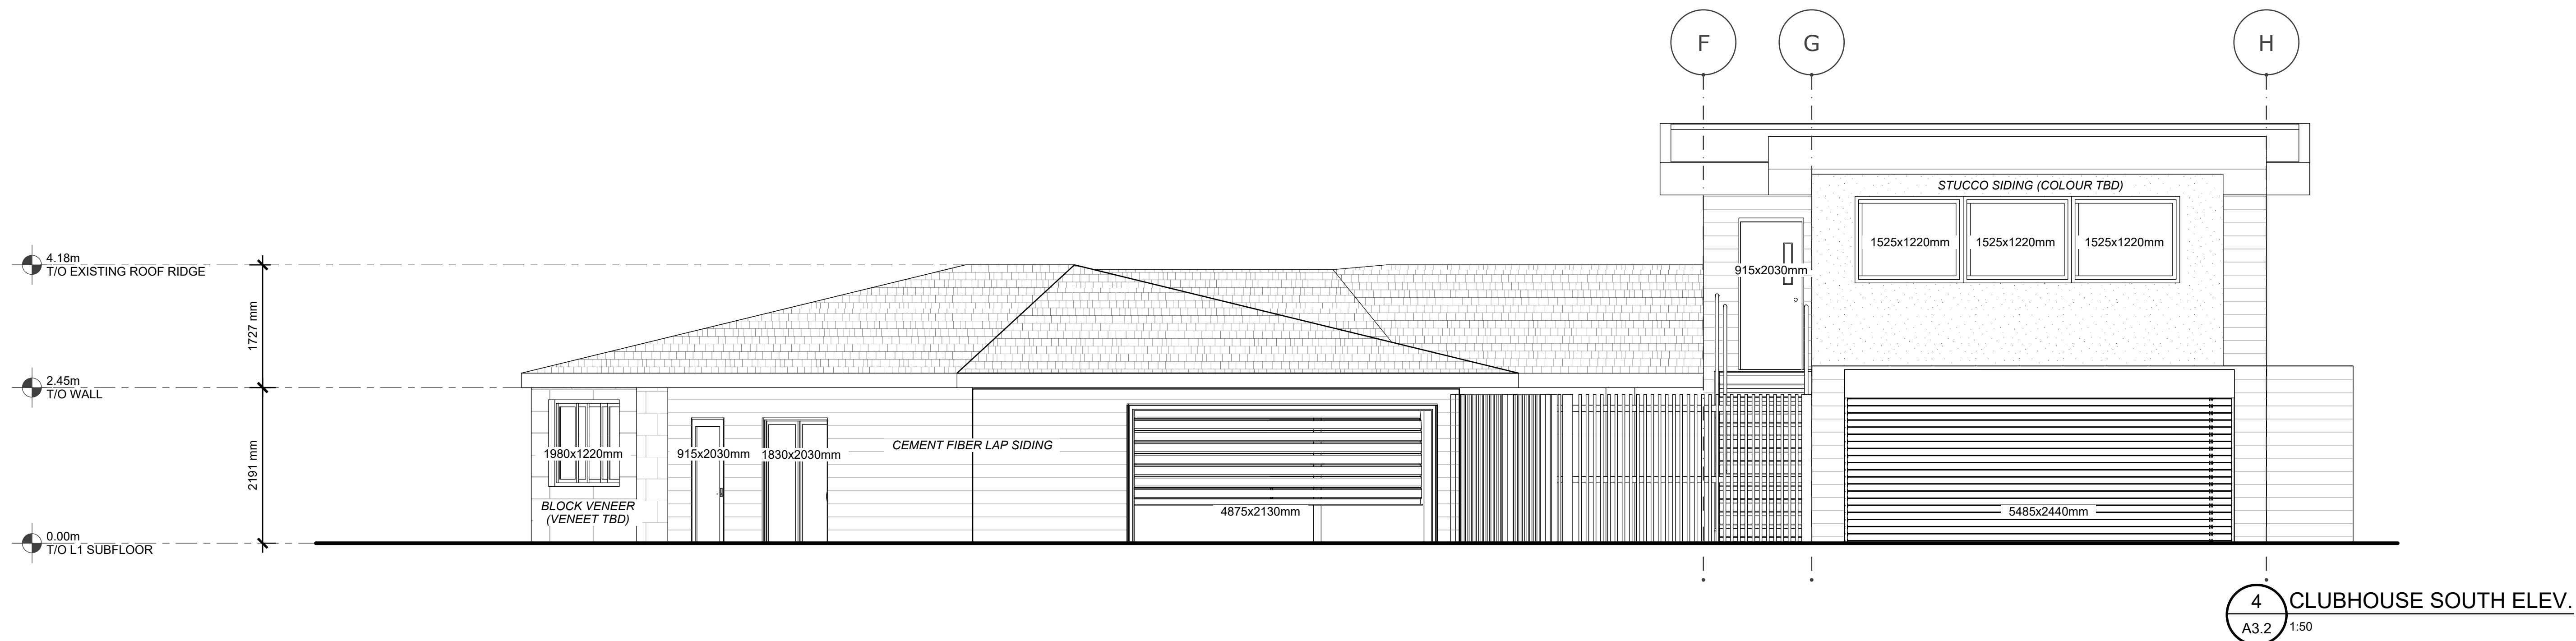 F
G
H
STUCCO SIDING (COLOUR TBD)
1525x1220mm
1525x1220mm
1525x1220mm
4.18m
T/O EXISTING ROOF RIDGE
915x2030mm
1727 mm
2.45m
T/O WALL
CEMENT FIBER LAP SIDING
1980x1220mm
915x2030mm
1830x2030mm
2191 mm
BLOCK VENEER
(VENEET TBD)
4875x2130mm
5485x2440mm
0.00m
T/O L1 SUBFLOOR
4
CLUBHOUSE SOUTH ELEV.
A3.2
1:50